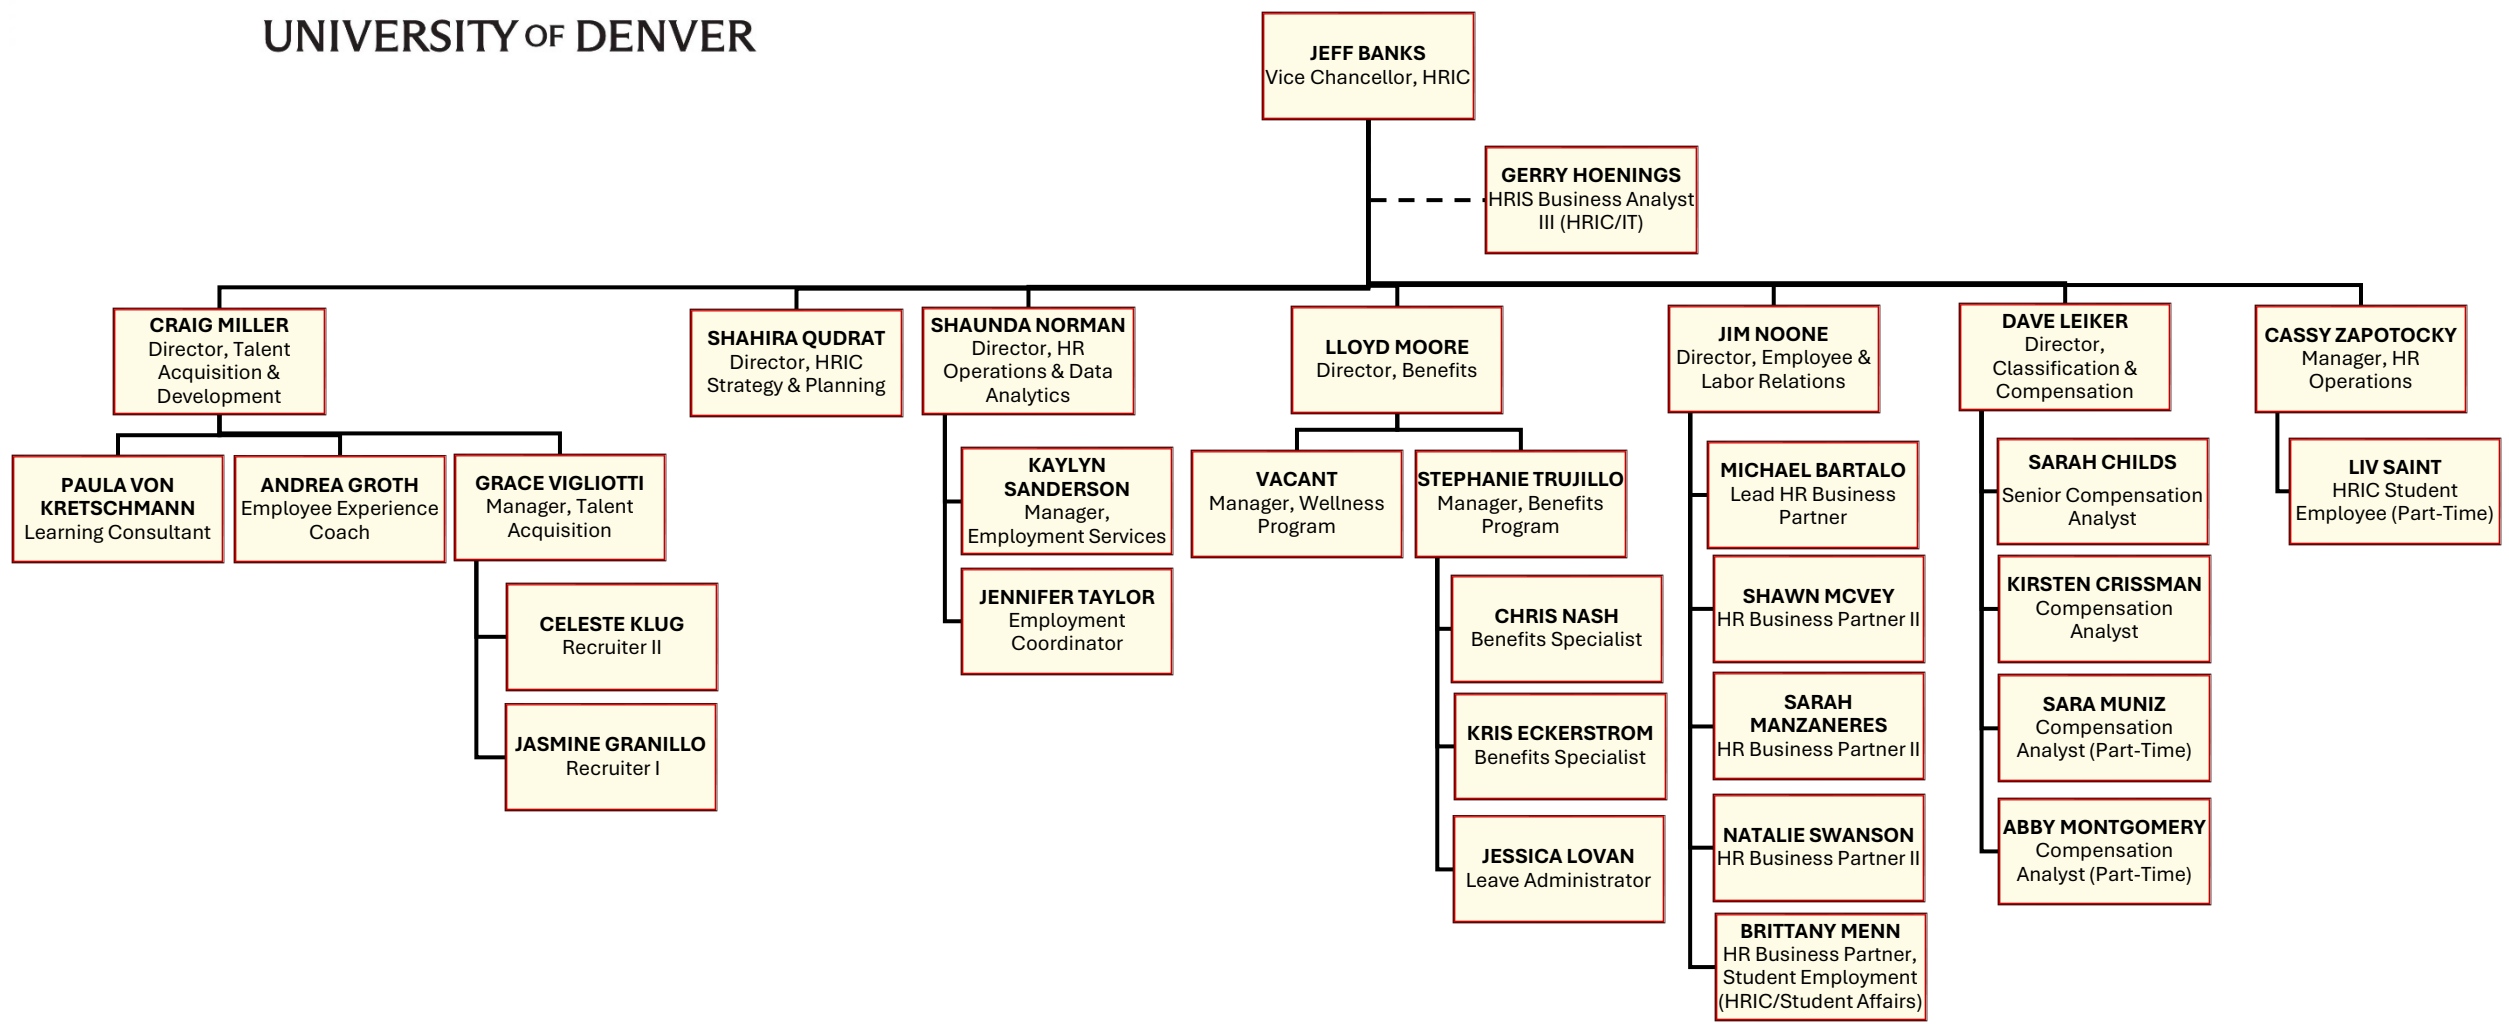 UNIVERSITY OF DENVER
JEFF BANKS
Vice Chancellor, HRIC
GERRY HOENINGS
HRIS Business Analyst
III (HRIC/IT)
CRAIG MILLER
Director, Talent
Acquisition &
Development
SHAHIRA QUDRAT
Director, HRIC
Strategy & Planning
SHAUNDA NORMAN
Director, HR
Operations & Data
Analytics
LLOYD MOORE
Director, Benefits
JIM NOONE
Director, Employee &
Labor Relations
DAVE LEIKER
Director,
Classification &
Compensation
CASSY ZAPOTOCKY
Manager, HR
Operations
PAULA VON
KRETSCHMANN
Learning Consultant
ANDREA GROTH
Employee Experience
Coach
GRACE VIGLIOTTI
Manager, Talent
Acquisition
CELESTE KLUG
Recruiter II
JASMINE GRANILLO
Recruiter I
KAYLYN
SANDERSON
Manager,
Employment Services
JENNIFER TAYLOR
Employment
Coordinator
VACANT
Manager, Wellness
Program
STEPHANIE TRUJILLO
Manager, Benefits
Program
CHRIS NASH
Benefits Specialist
KRIS ECKERSTROM
Benefits Specialist
JESSICA LOVAN
Leave Administrator
MICHAEL BARTALO
Lead HR Business
Partner
SHAWN MCVEY
HR Business Partner II
SARAH
MANZANERES
HR Business Partner II
NATALIE SWANSON
HR Business Partner II
BRITTANY MENN
HR Business Partner,
Student Employment
(HRIC/Student Affairs)
SARAH CHILDS
Senior Compensation
Analyst
KIRSTEN CRISSMAN
Compensation
Analyst
SARA MUNIZ
Compensation
Analyst (Part-Time)
ABBY MONTGOMERY
Compensation
Analyst (Part-Time)
LIV SAINT
HRIC Student
Employee (Part-Time)